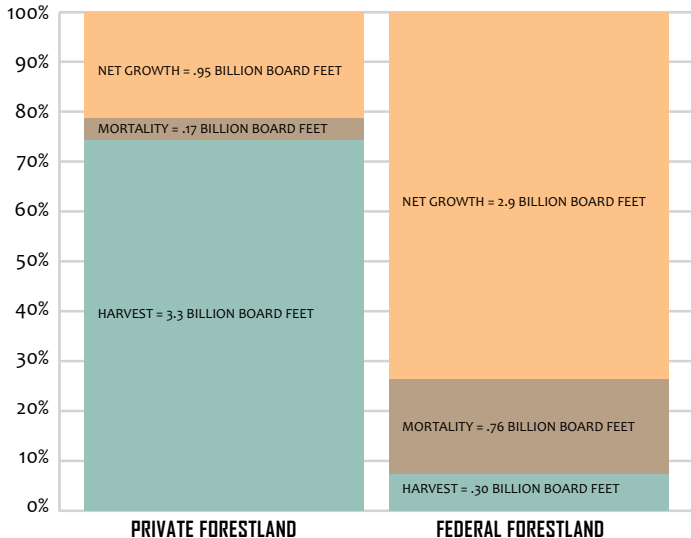 100%
90%
80%
70%
60%
50%
40%
30%
20%
10%
0%
NET GROWTH = .95 BILLION BOARD FEET
MORTALITY = .17 BILLION BOARD FEET
HARVEST = 3.3 BILLION BOARD FEET
NET GROWTH = 2.9 BILLION BOARD FEET
MORTALITY = .76 BILLION BOARD FEET
HARVEST = .30 BILLION BOARD FEET
PRIVATE FORESTLAND
FEDERAL FORESTLAND